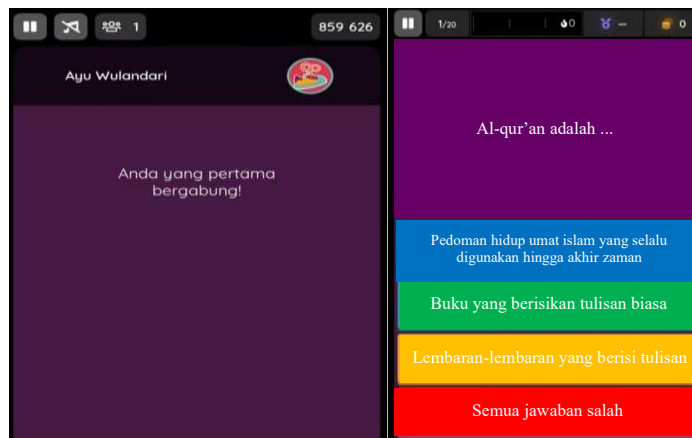 1
859 626
Ayu Wulandari
Anda yang pertama
bergabung!
1/20
0
–
0
Al-qur’an adalah ...
Pedoman hidup umat islam yang selalu
digunakan hingga akhir zaman
Buku yang berisikan tulisan biasa
Lembaran-lembaran yang berisi tulisan
Semua jawaban salah